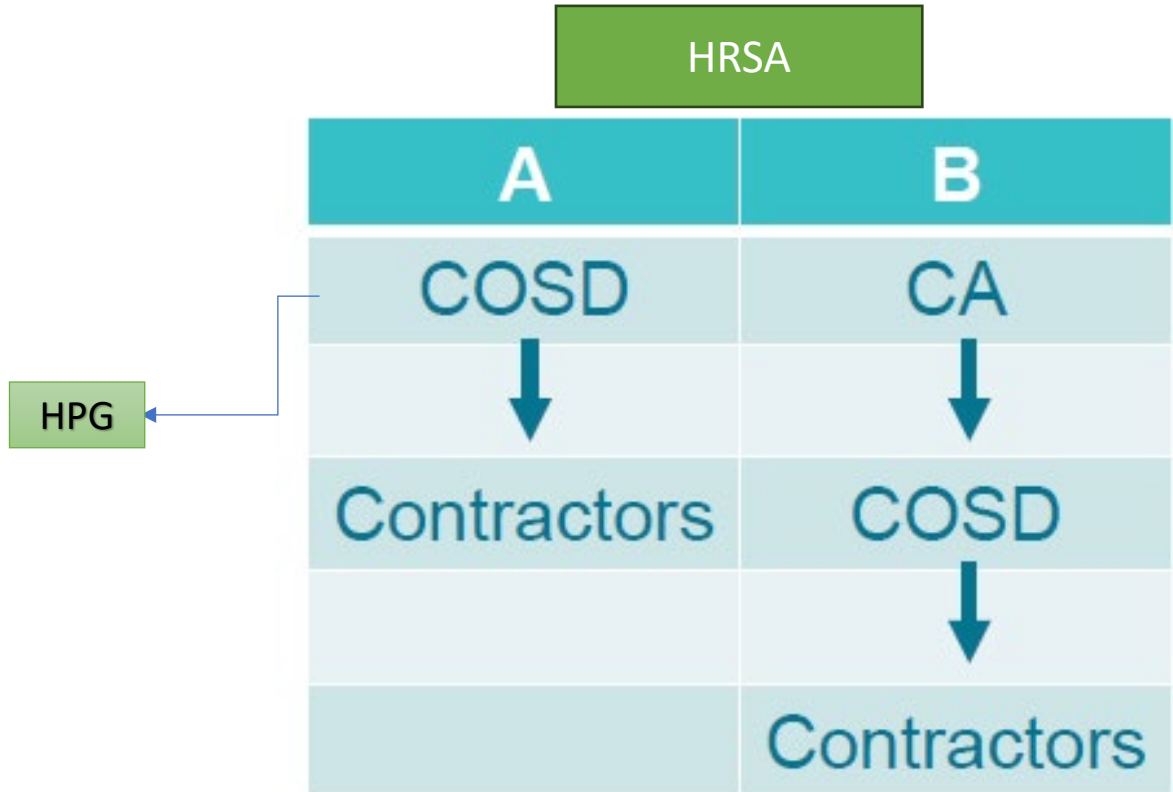 HRSA
A B
COSD CA
HPG
Contractors COSD
Contractors